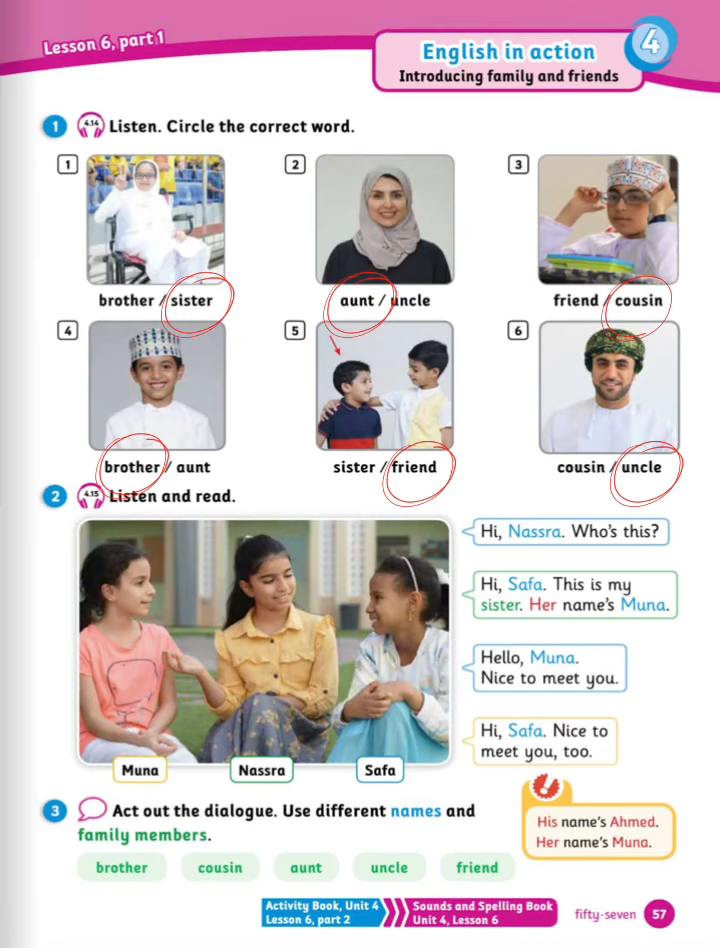 Lesson 6, part 1
4
English in action
Introducing family and friends
1 4.14 Listen. Circle the correct word.
1
2
3
brother / sister
aunt / uncle
friend / cousin
4
5
6
brother / aunt
sister / friend
cousin / uncle
2 4.15 Listen and read.
Hi, Nassra. Who's this?
Hi, Safa. This is my
sister. Her name's Muna.
Hello, Muna.
Nice to meet you.
Hi, Safa. Nice to
meet you, too.
Muna
Nassra
Safa
3 Act out the dialogue. Use different names and
family members.
!
His name's Ahmed.
Her name's Muna.
brother
cousin
aunt
uncle
friend
Activity Book, Unit 4
Lesson 6, part 2
Sounds and Spelling Book
Unit 4, Lesson 6
fifty-seven 57